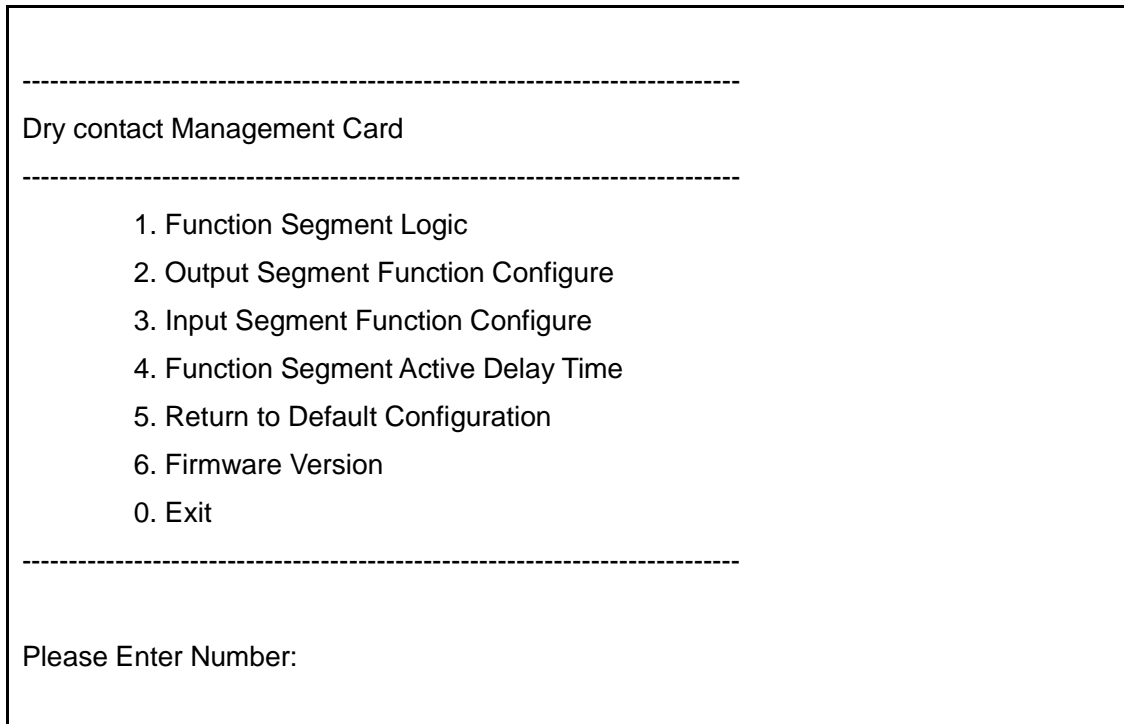 ------------------------------------------------------------------------------
Dry contact Management Card
------------------------------------------------------------------------------
1. Function Segment Logic
2. Output Segment Function Configure
3. Input Segment Function Configure
4. Function Segment Active Delay Time
5. Return to Default Configuration
6. Firmware Version
0. Exit
------------------------------------------------------------------------------
Please Enter Number: